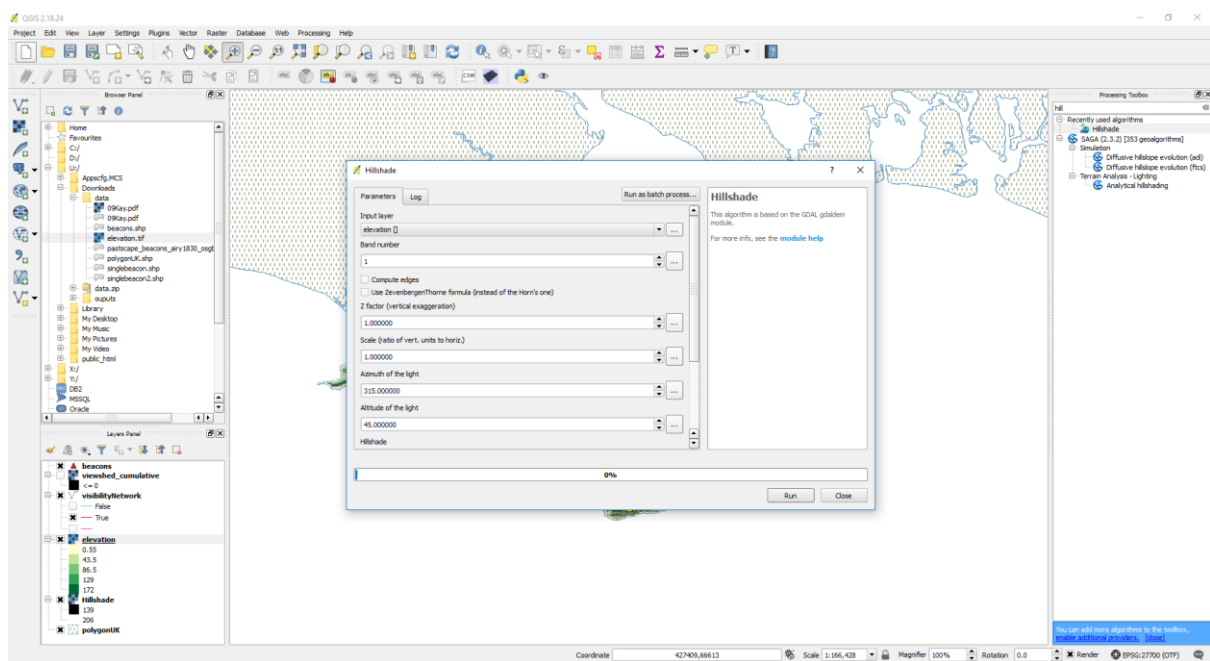 QGIS 2.18.24
Project Edit View Layer Settings Plugins Vector Raster Database Web Processing Help
Browser Panel
Home
Favourites
C:/
D:/
U:/
Appscfg.MCS
Downloads
data
09Kay.pdf
09Kay.pdf
beacons.shp
elevation.tif
pastscape_beacons_airy1830_osgb
polygonUK.shp
singlebeacon.shp
singlebeacon2.shp
data.zip
ouputs
Library
My Desktop
My Music
My Pictures
My Video
public_html
X:/
Y:/
DB2
MSSQL
Oracle
Layers Panel
beacons
viewshed_cumulative
<= 0
visibilityNetwork
False
True
elevation
0.55
43.5
86.5
129
172
Hillshade
139
206
polygonUK
Hillshade
Parameters Log
Run as batch process...
Input layer
elevation []
Band number
1
Compute edges
Use ZevenbergenThorne formula (instead of the Horn's one)
Z factor (vertical exaggeration)
1.000000
Scale (ratio of vert. units to horiz.)
1.000000
Azimuth of the light
315.000000
Altitude of the light
45.000000
Hillshade
Hillshade
This algorithm is based on the GDAL gdaldem
module.
For more info, see the module help
0%
Run Close
Processing Toolbox
hill
Recently used algorithms
Hillshade
SAGA (2.3.2) [353 geoalgorithms]
Simulation
Diffusive hillslope evolution (adi)
Diffusive hillslope evolution (ftcs)
Terrain Analysis - Lighting
Analytical hillshading
You can add more algorithms to the toolbox,
enable additional providers. [close]
Coordinate 427409,66613 Scale 1:166,428 Magnifier 100% Rotation 0.0 Render EPSG:27700 (OTF)